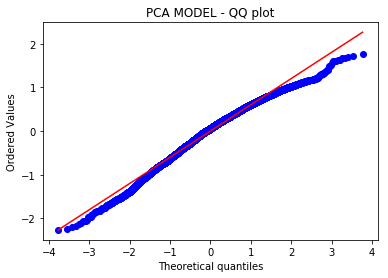 PCA MODEL - QQ plot
Ordered Values
2
1
0
−1
−2
−4 −3 −2 −1 0 1 2 3 4
Theoretical quantiles